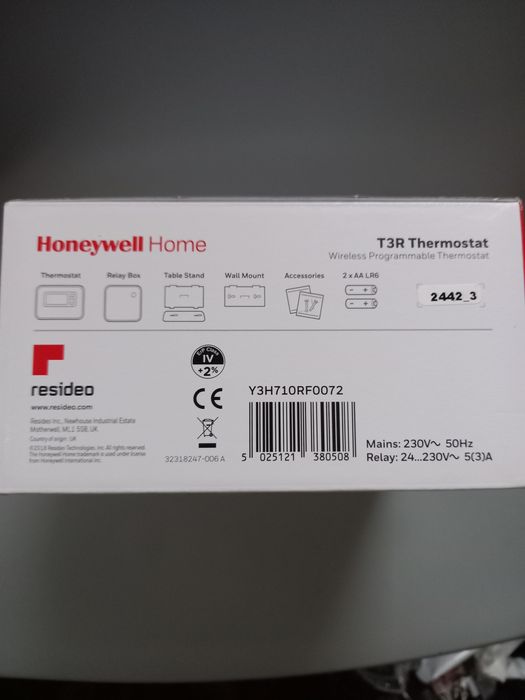 Honeywell Home
T3R Thermostat
Wireless Programmable Thermostat
Thermostat
Relay Box
Table Stand
Wall Mount
Accessories
2 x AA LR6
2442_3
resideo
www.resideo.com
Resideo Inc., Newhouse Industrial Estate
Motherwell, ML1 5SB, UK
Country of origin: UK
©2018 Resideo Technologies, Inc. All rights reserved.
The Honeywell Home trademark is used under license
from Honeywell International Inc.
ErP Class
IV
+2%
CE
32318247-006 A
Y3H710RF0072
5 025121 380508
Mains: 230V~ 50Hz
Relay: 24...230V~ 5(3)A